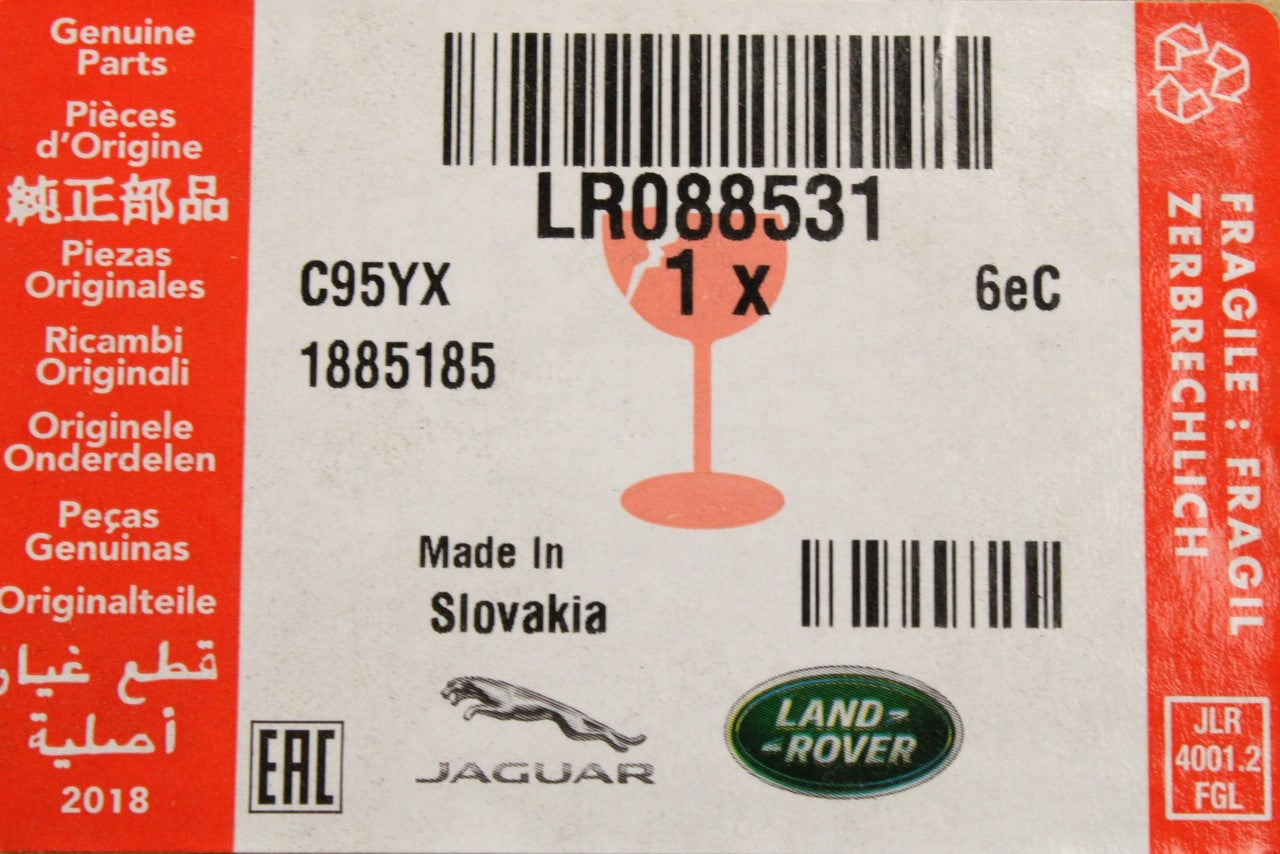 Genuine
Parts
Pièces
d'Origine
純正部品
Piezas
Originales
Ricambi
Originali
Originele
Onderdelen
Peças
Genuinas
Originalteile
قطع غيار
أصلية
2018
LR088531
1 x
C95YX
6eC
1885185
Made In
Slovakia
EAC
JAGUAR
LAND-
-ROVER
FRAGILE : FRAGIL
ZERBRECHLICH
JLR
4001.2
FGL